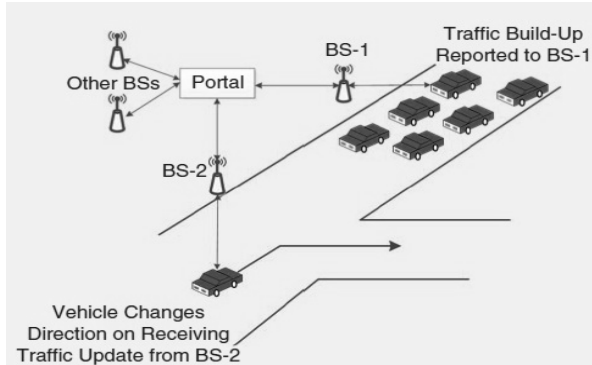 BS-1
Traffic Build-Up
Reported to BS-1
Other BSs
Portal
BS-2
Vehicle Changes
Direction on Receiving
Traffic Update from BS-2